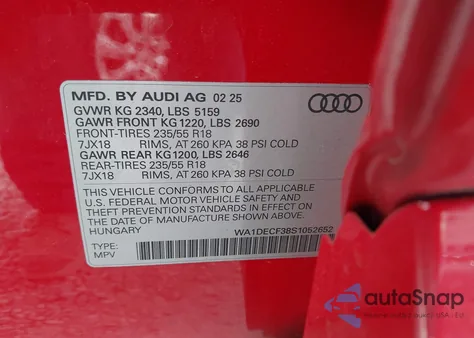 MFD. BY AUDI AG 02 25
GVWR KG 2340, LBS 5159
GAWR FRONT KG1220, LBS 2690
FRONT-TIRES 235/55 R18
7JX18 RIMS, AT 260 KPA 38 PSI COLD
GAWR REAR KG1200, LBS 2646
REAR-TIRES 235/55 R18
7JX18 RIMS, AT 260 KPA 38 PSI COLD
THIS VEHICLE CONFORMS TO ALL APPLICABLE
U.S. FEDERAL MOTOR VEHICLE SAFETY AND
THEFT PREVENTION STANDARDS IN EFFECT ON
THE DATE OF MANUFACTURE SHOWN ABOVE
HUNGARY WA1DECF38S1052652
TYPE:
MPV
autoSnap